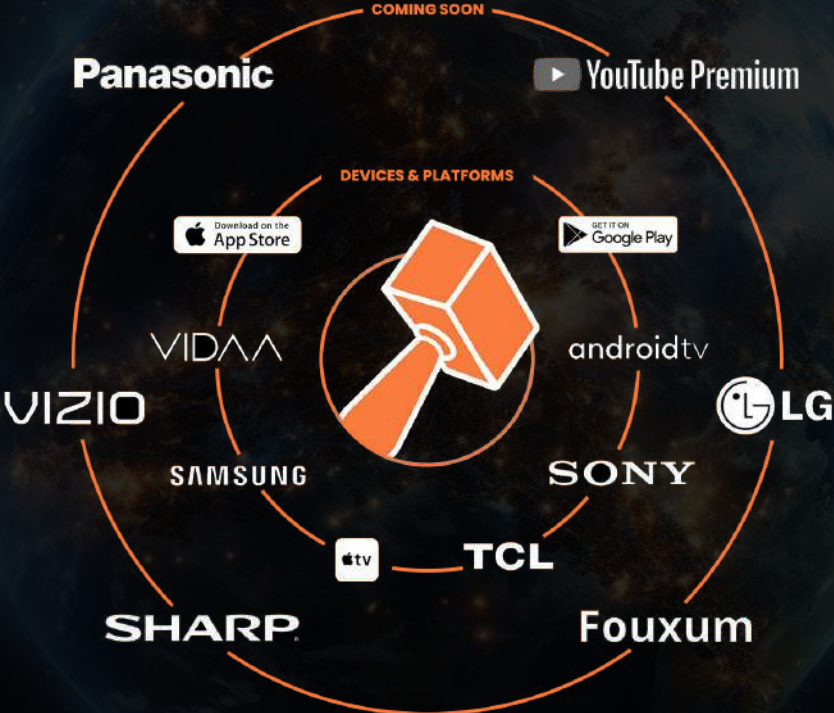 COMING SOON
Panasonic
YouTube Premium
DEVICES & PLATFORMS
Download on the
App Store
GET IT ON
Google Play
VIDAA
androidtv
VIZIO
LG
SAMSUNG
SONY
tv
TCL
SHARP
Fouxum